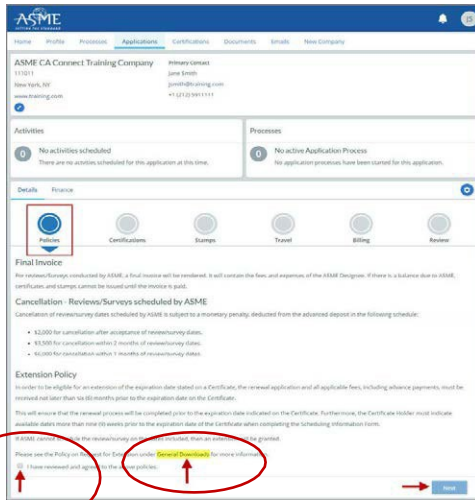 ASME
SETTING THE STANDARD
Home Profile Processes Applications Certifications Documents Emails New Company
ASME CA Connect Training Company
111011
New York, NY
www.training.com
Primary Contact
Jane Smith
jsmith@training.com
+1 (212) 5911111
Activities
0 No activities scheduled
There are no activities scheduled for this application at this time.
Processes
0 No active Application Process
No application processes have been started for this application.
Details Finance
Policies Certifications Stamps Travel Billing Review
Final Invoice
For reviews/Surveys conducted by ASME, a final invoice will be rendered. It will contain the fees and expenses of the ASME Designee. If there is a balance due to ASME,
certificates and stamps cannot be issued until the invoice is paid.
Cancellation - Reviews/Surveys scheduled by ASME
Cancellation of review/survey dates scheduled by ASME is subject to a monetary penalty, deducted from the advanced deposit in the following schedule:
• $2,000 for cancellation after acceptance of review/survey dates.
• $3,500 for cancellation within 2 months of review/survey dates.
• $6,000 for cancellation within 1 months of review/survey dates.
Extension Policy
In order to be eligible for an extension of the expiration date stated on a Certificate, the renewal application and all applicable fees, including advance payments, must be
received not later than six (6) months prior to the expiration date on the Certificate.
This will ensure that the renewal process will be completed prior to the expiration date indicated on the Certificate. Furthermore, the Certificate Holder must indicate
available dates more than nine (9) weeks prior to the expiration date of the Certificate when completing the Scheduling Information Form.
If ASME cannot schedule the review/survey on the included, then an extension will be granted.
Please see the Policy on Request for Extension under General Downloads for more information.
I have reviewed and agree to the above policies.
Next